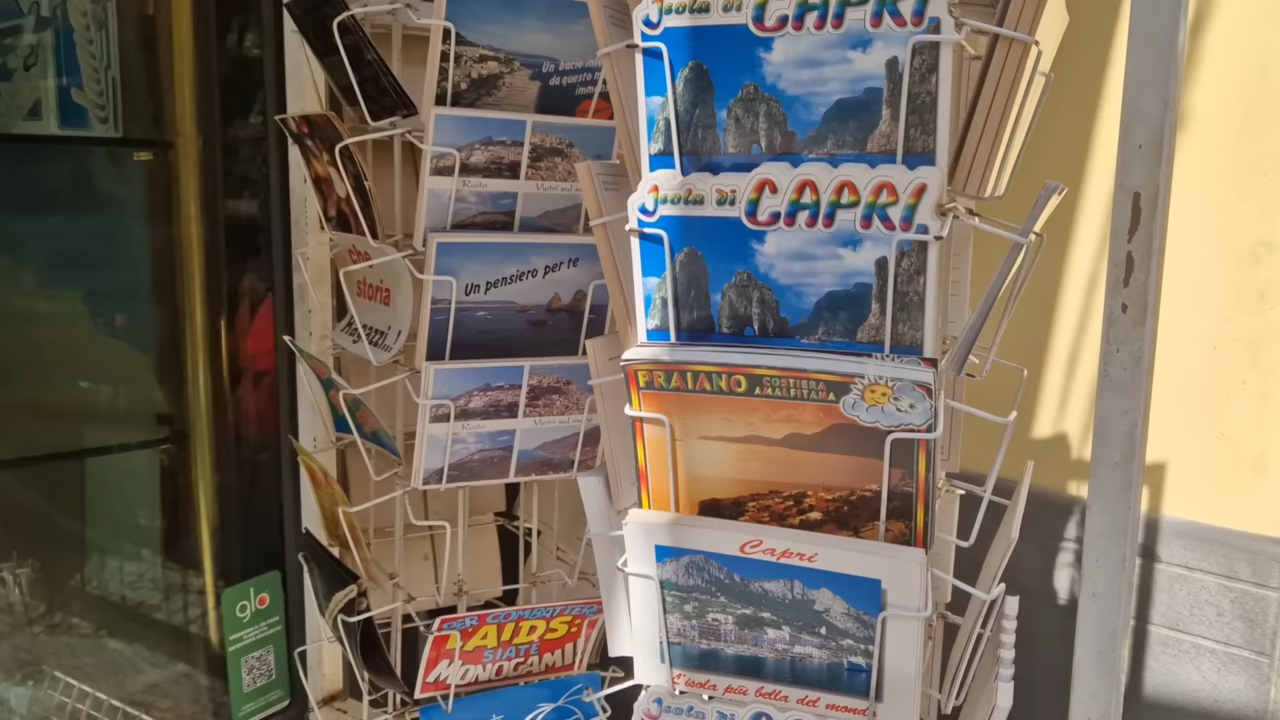 Un bacio
da questo
Raito
Vietri sul
Un pensiero per te
Raito
Vietri sul
che
storia
Ragazzi..!
PER COMBATTERE
L'AIDS:
SIATE
MONOGAMI!
glo
Isola di CAPRI
Isola di CAPRI
PRAIANO COSTIERA
AMALFITANA
Capri
L'isola più bella del mondo
Isola di